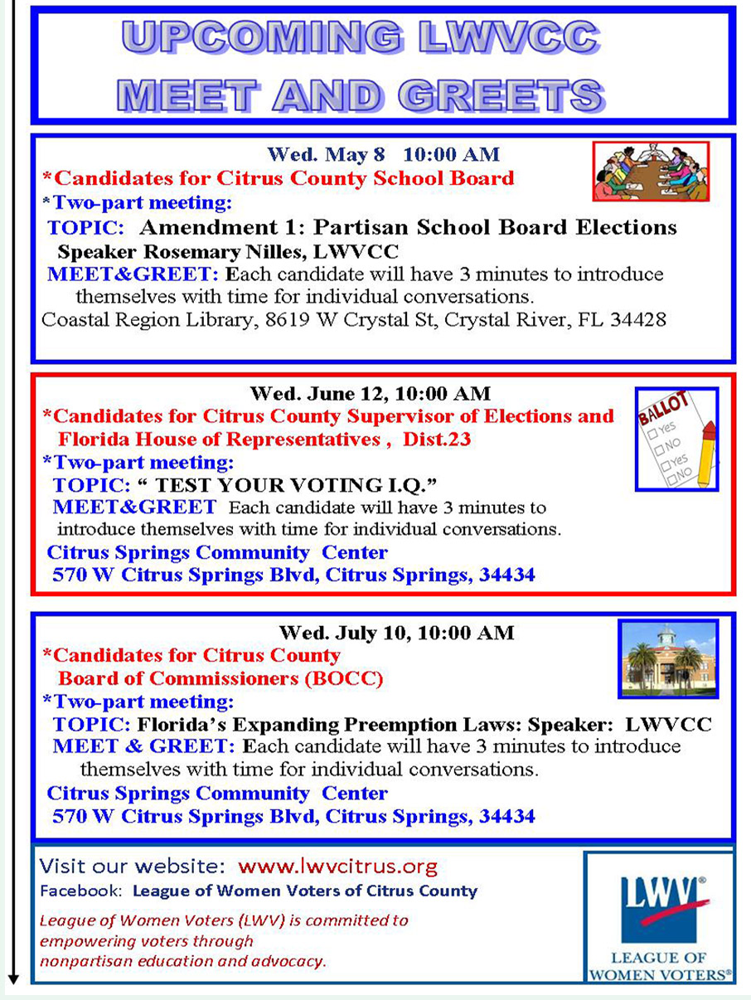 UPCOMING LWVCC
MEET AND GREETS
Wed. May 8   10:00 AM
*Candidates for Citrus County School Board
*Two-part meeting:
TOPIC:  Amendment 1: Partisan School Board Elections
Speaker Rosemary Nilles, LWVCC
MEET&GREET: Each candidate will have 3 minutes to introduce
themselves with time for individual conversations.
Coastal Region Library, 8619 W Crystal St, Crystal River, FL 34428
Wed. June 12, 10:00 AM
*Candidates for Citrus County Supervisor of Elections and
Florida House of Representatives ,  Dist.23
*Two-part meeting:
TOPIC: “ TEST YOUR VOTING I.Q.”
MEET&GREET  Each candidate will have 3 minutes to
introduce themselves with time for individual conversations.
Citrus Springs Community  Center
570 W Citrus Springs Blvd, Citrus Springs, 34434
BALLOT
Yes
NO
Yes
NO
Wed. July 10, 10:00 AM
*Candidates for Citrus County
Board of Commissioners (BOCC)
*Two-part meeting:
TOPIC: Florida’s Expanding Preemption Laws: Speaker:  LWVCC
MEET & GREET: Each candidate will have 3 minutes to introduce
themselves with time for individual conversations.
Citrus Springs Community  Center
570 W Citrus Springs Blvd, Citrus Springs, 34434
Visit our website:  www.lwvcitrus.org
Facebook:  League of Women Voters of Citrus County
League of Women Voters (LWV) is committed to
empowering voters through
nonpartisan education and advocacy.
LWV®
LEAGUE OF
WOMEN VOTERS®